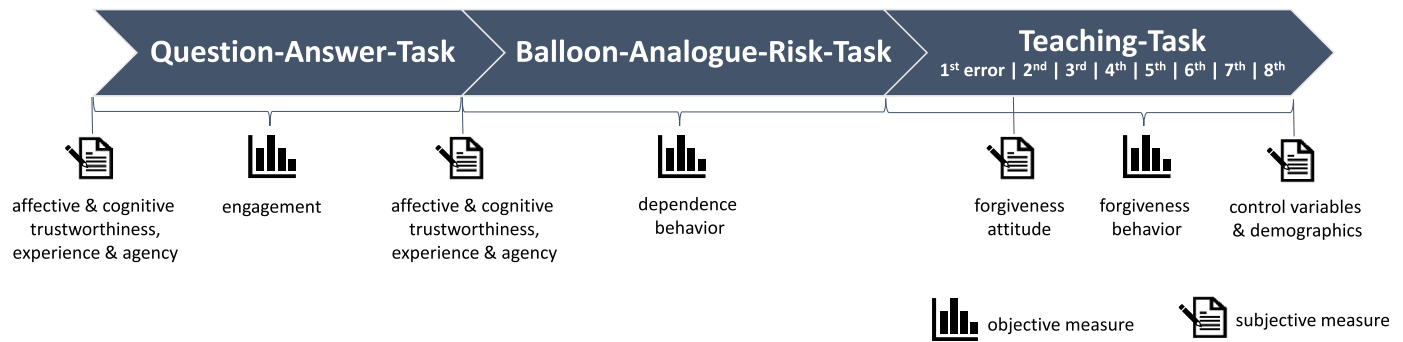 Question-Answer-Task
Balloon-Analogue-Risk-Task
Teaching-Task
1st error | 2nd | 3rd | 4th | 5th | 6th | 7th | 8th
affective & cognitive
trustworthiness,
experience & agency
engagement
affective & cognitive
trustworthiness,
experience & agency
dependence
behavior
forgiveness
attitude
forgiveness
behavior
control variables
& demographics
objective measure
subjective measure